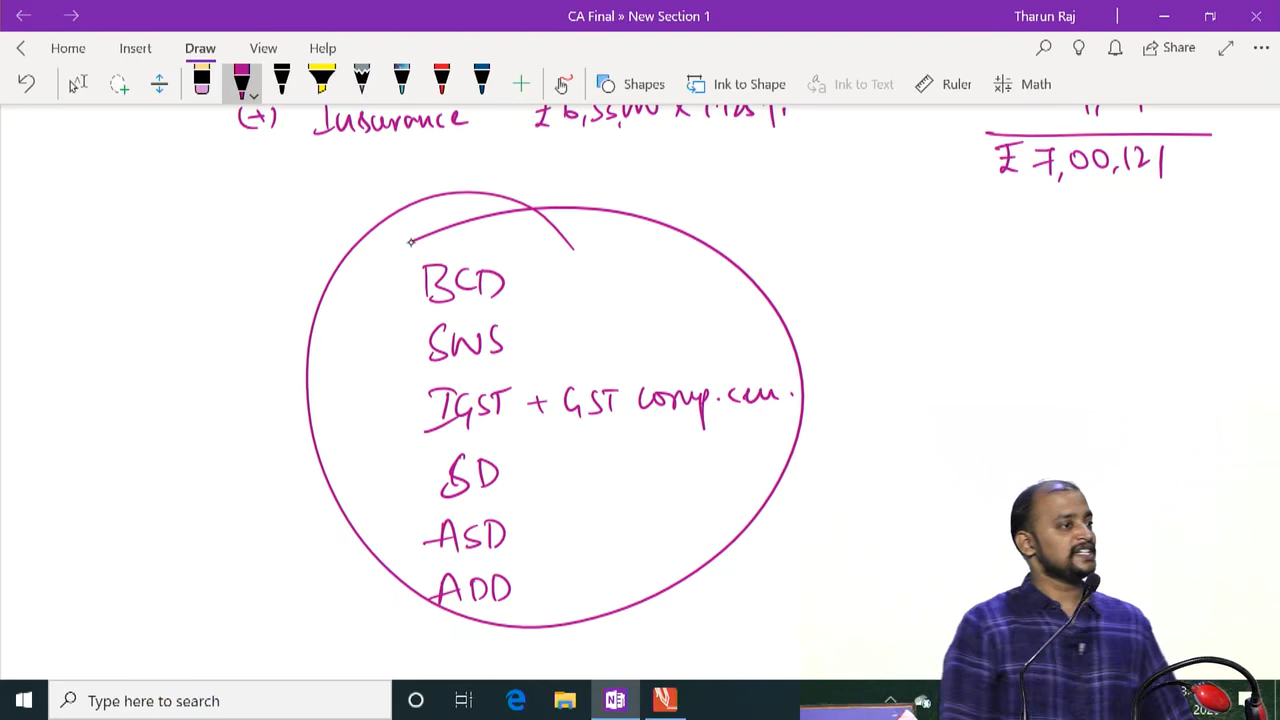 CA Final » New Section 1
Tharun Raj
Home Insert Draw View Help
Share
Shapes
Ink to Shape
Ink to Text
Ruler
Math
(+) Insurance
₹ 7,00,121
BCD
SWS
IGST + GST comp. cess.
SD
ASD
ADD
Type here to search